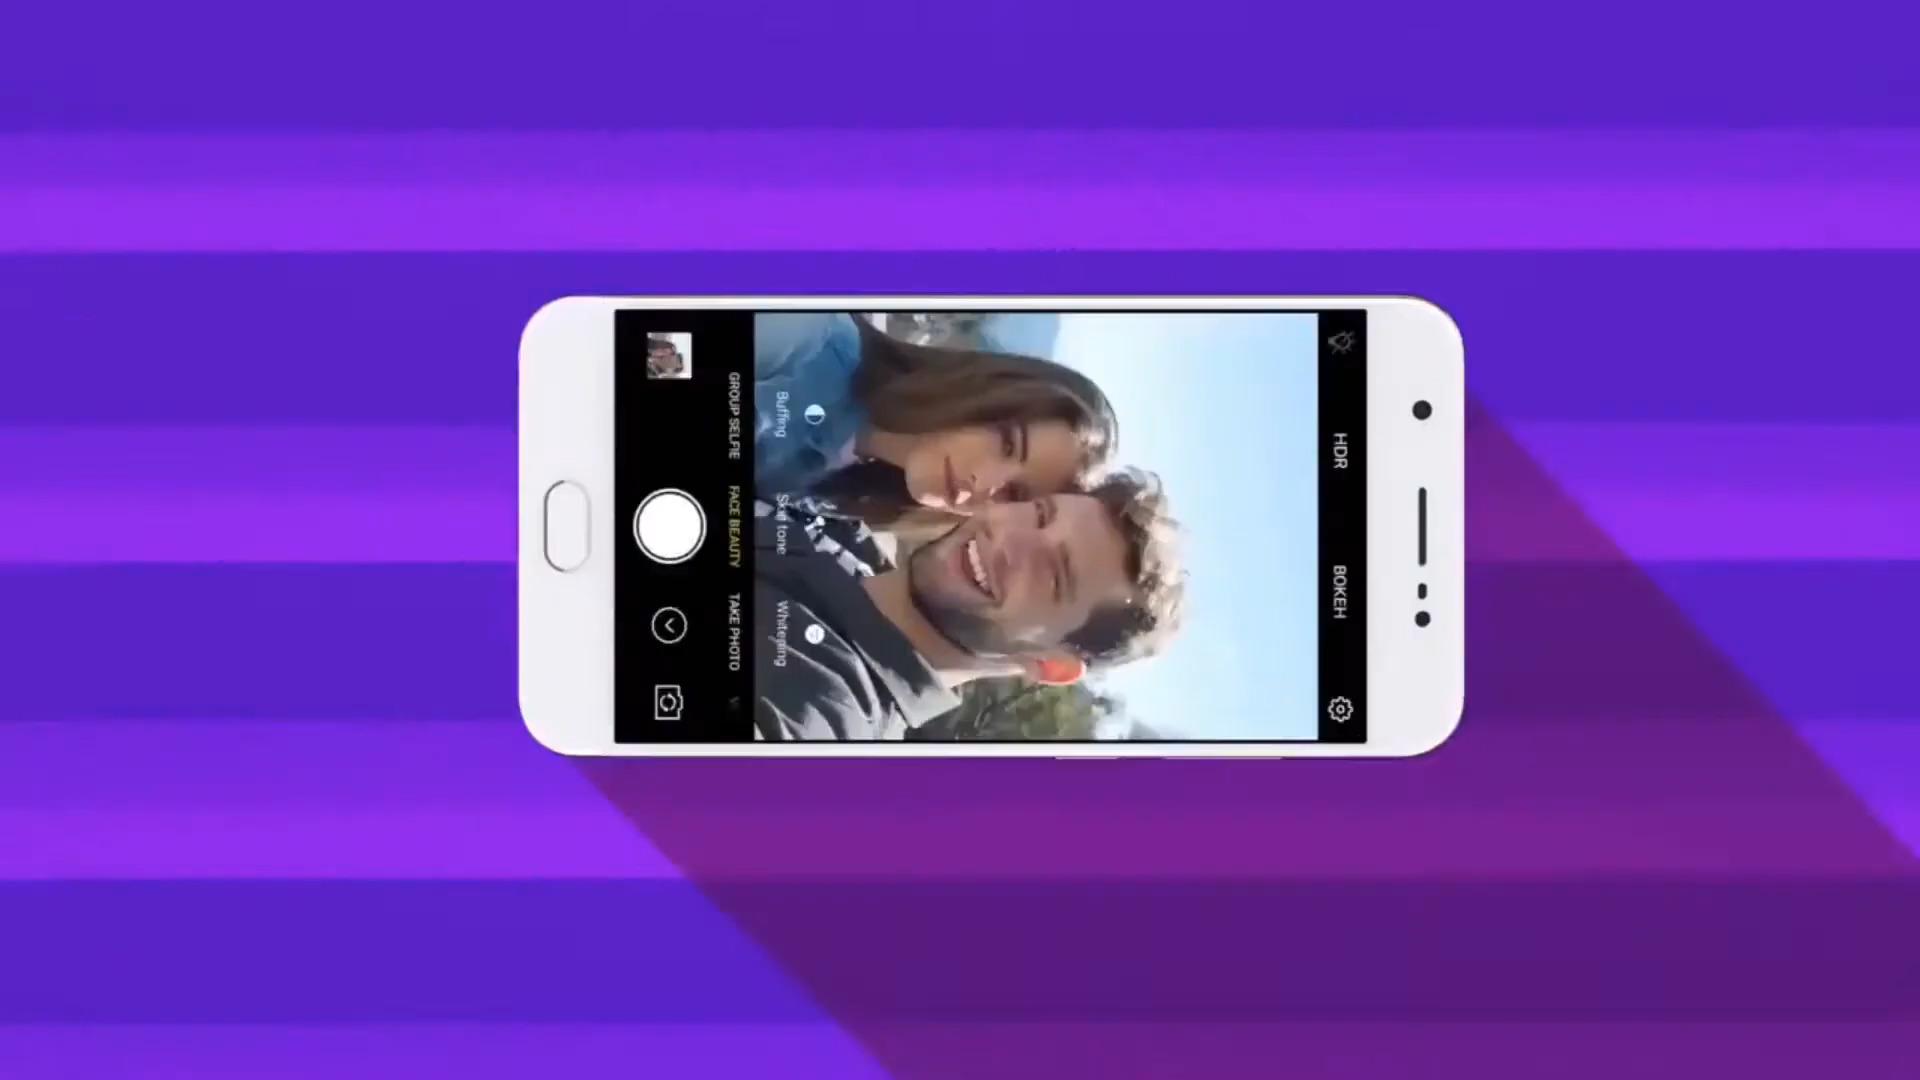 HDR
BOKEH
Buffing
Skin tone
Whitening
GROUP SELFIE
FACE BEAUTY
TAKE PHOTO